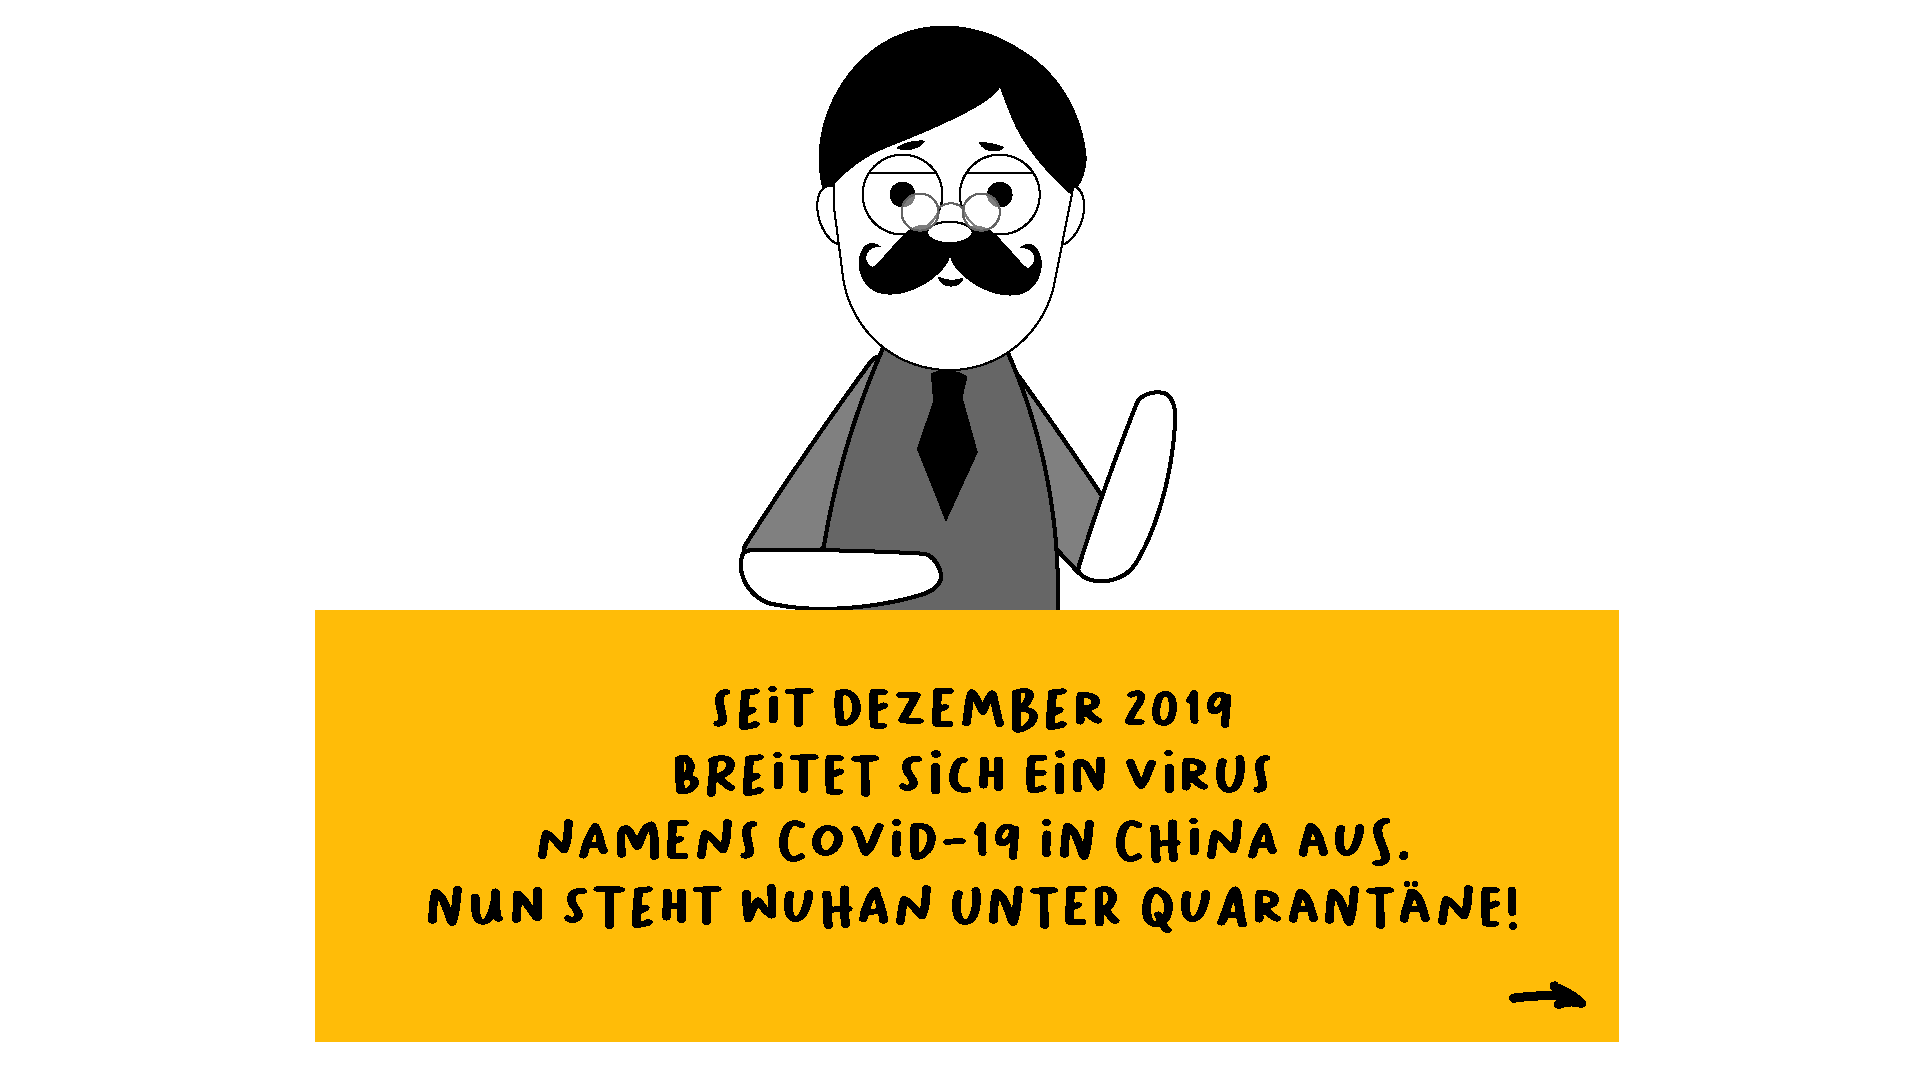 SEIT DEZEMBER 2019
BREITET SICH EIN VIRUS
NAMENS COVID-19 IN CHINA AUS.
NUN STEHT WUHAN UNTER QUARANTÄNE!